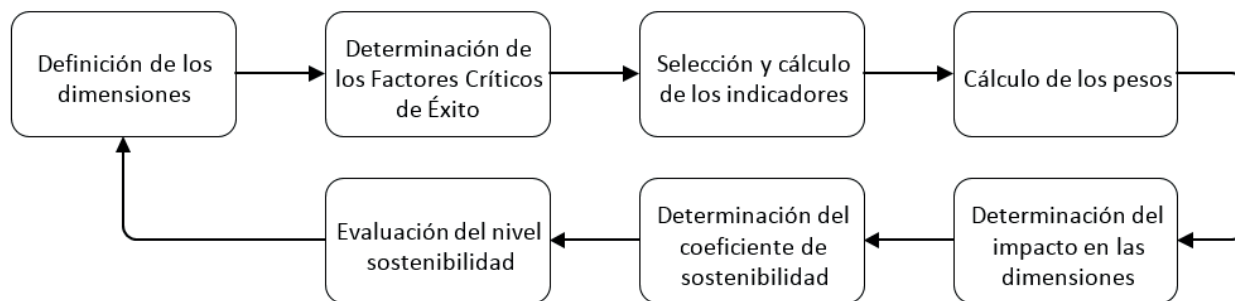 Definición de los
dimensiones
Determinación de
los Factores Críticos
de Éxito
Selección y cálculo
de los indicadores
Cálculo de los pesos
Determinación del
impacto en las
dimensiones
Determinación del
coeficiente de
sostenibilidad
Evaluación del nivel
sostenibilidad